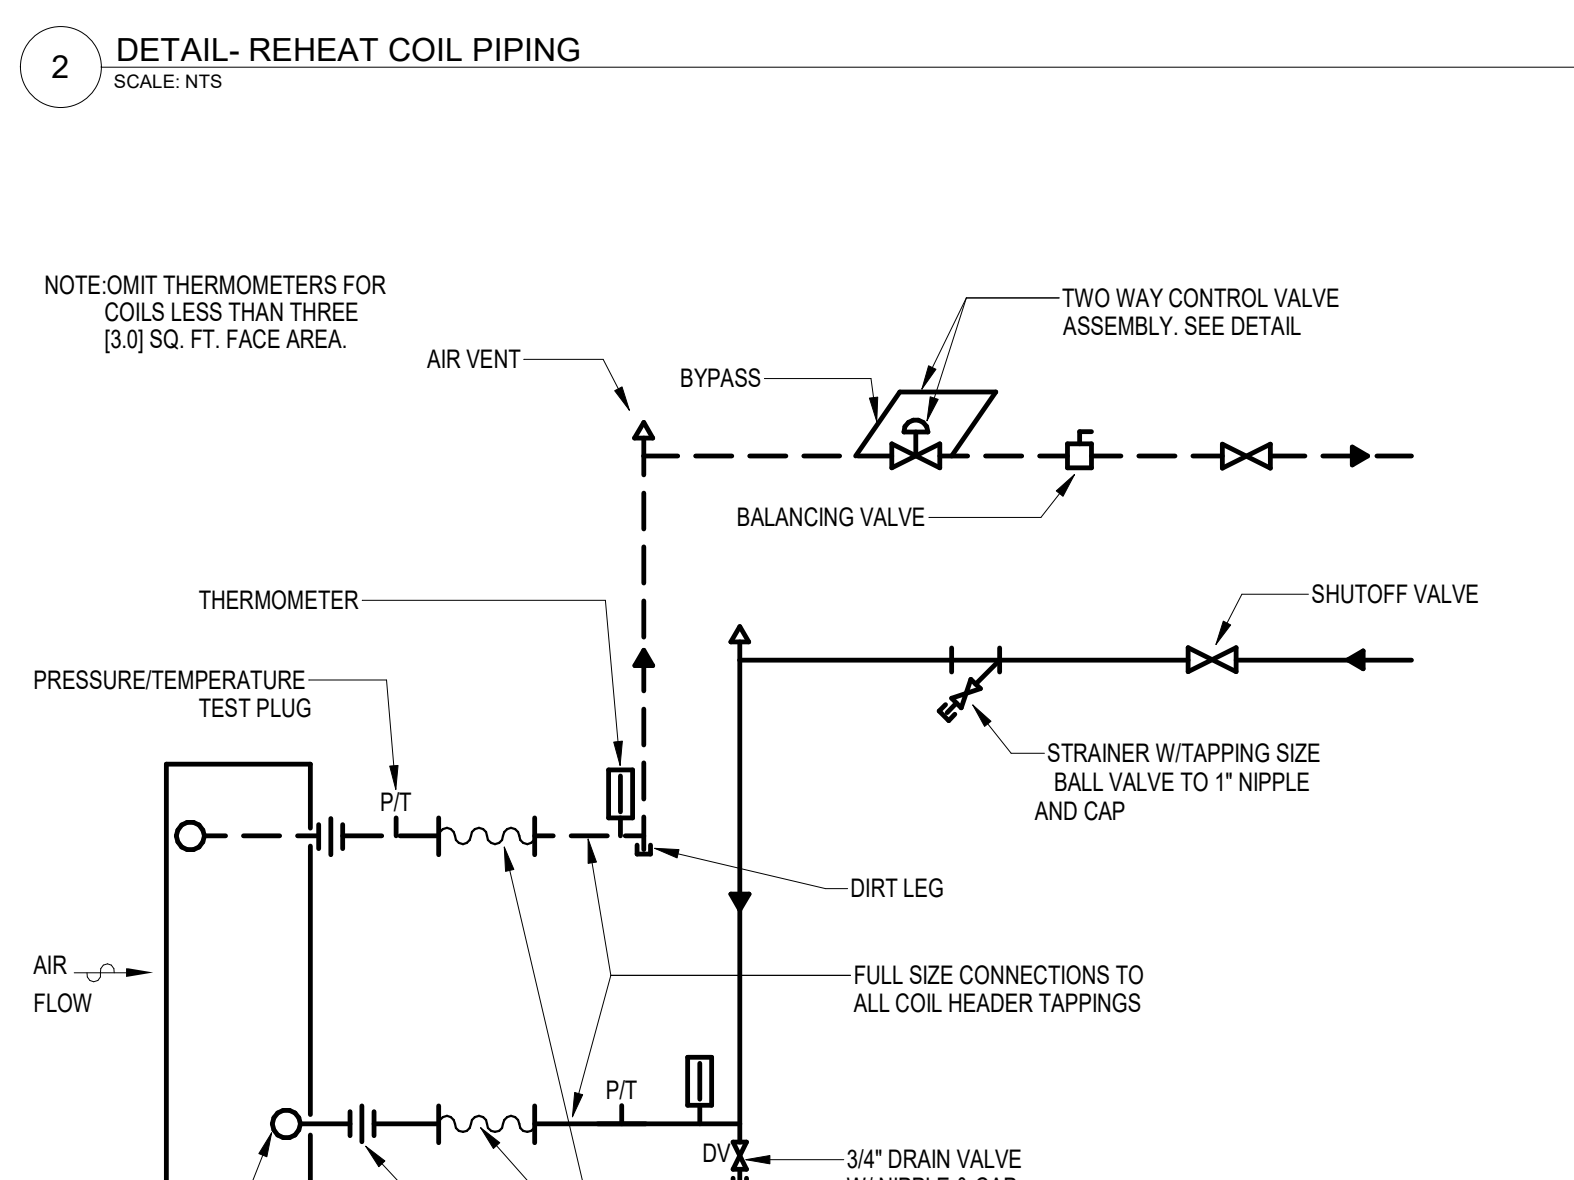 2
DETAIL- REHEAT COIL PIPING
SCALE: NTS
NOTE:OMIT THERMOMETERS FOR
COILS LESS THAN THREE
[3.0] SQ. FT. FACE AREA.
AIR VENT
BYPASS
TWO WAY CONTROL VALVE
ASSEMBLY. SEE DETAIL
BALANCING VALVE
THERMOMETER
SHUTOFF VALVE
PRESSURE/TEMPERATURE
TEST PLUG
STRAINER W/TAPPING SIZE
BALL VALVE TO 1" NIPPLE
AND CAP
P/T
DIRT LEG
AIR
FLOW
FULL SIZE CONNECTIONS TO
ALL COIL HEADER TAPPINGS
P/T
DV
3/4" DRAIN VALVE
W/ NIPPLE & CAP